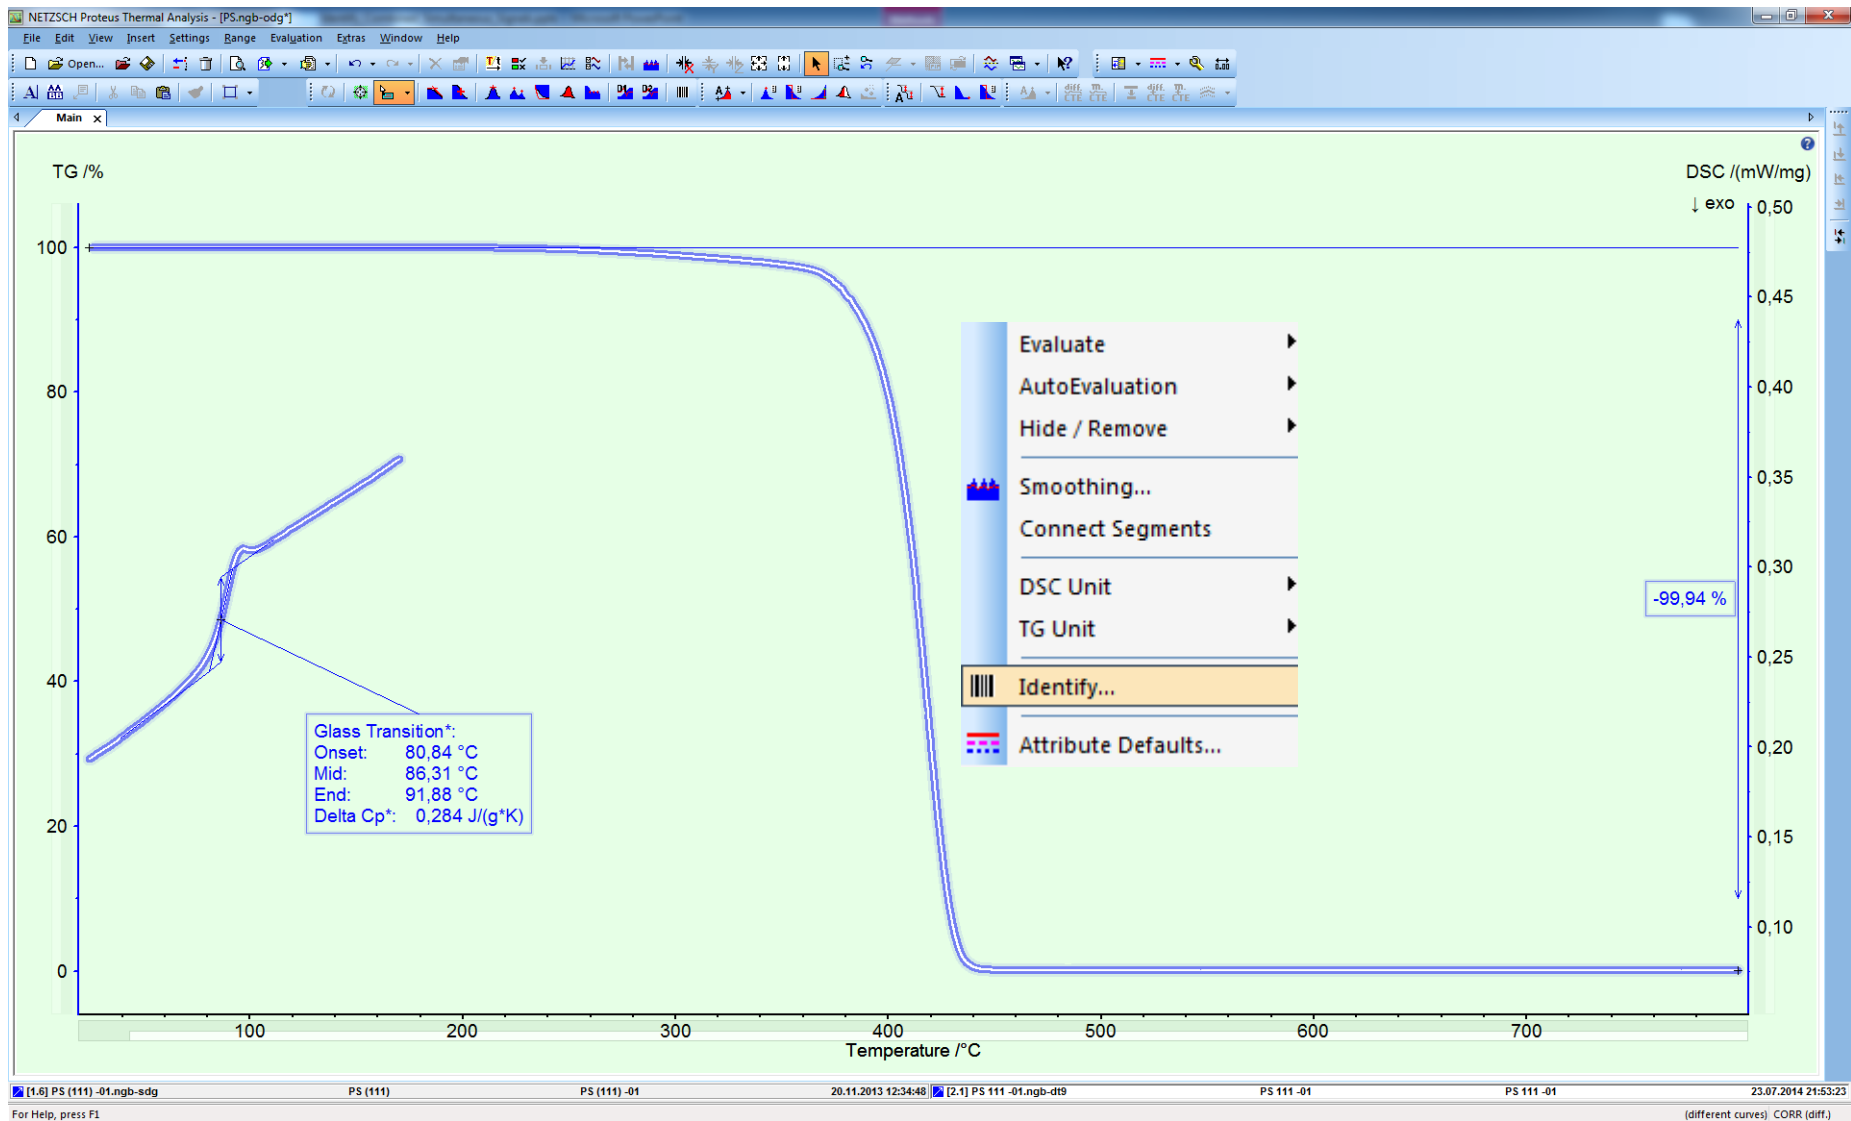 NETZSCH Proteus Thermal Analysis - [PS.ngb-odg*]
File Edit View Insert Settings Range Evaluation Extras Window Help
Open...
Main x
TG /%
DSC /(mW/mg)
↓ exo
100
80
60
40
20
0
0,50
0,45
0,40
0,35
0,30
0,25
0,20
0,15
0,10
Evaluate
AutoEvaluation
Hide / Remove
Smoothing...
Connect Segments
DSC Unit
TG Unit
Identify...
Attribute Defaults...
-99,94 %
Glass Transition*:
Onset: 80,84 °C
Mid: 86,31 °C
End: 91,88 °C
Delta Cp*: 0,284 J/(g*K)
100 200 300 400 500 600 700
Temperature /°C
[1.6] PS (111) -01.ngb-sdg PS (111) PS (111) -01 20.11.2013 12:34:48 [2.1] PS 111 -01.ngb-dt9 PS 111 -01 PS 111 -01 23.07.2014 21:53:23
For Help, press F1 (different curves) CORR (diff.)